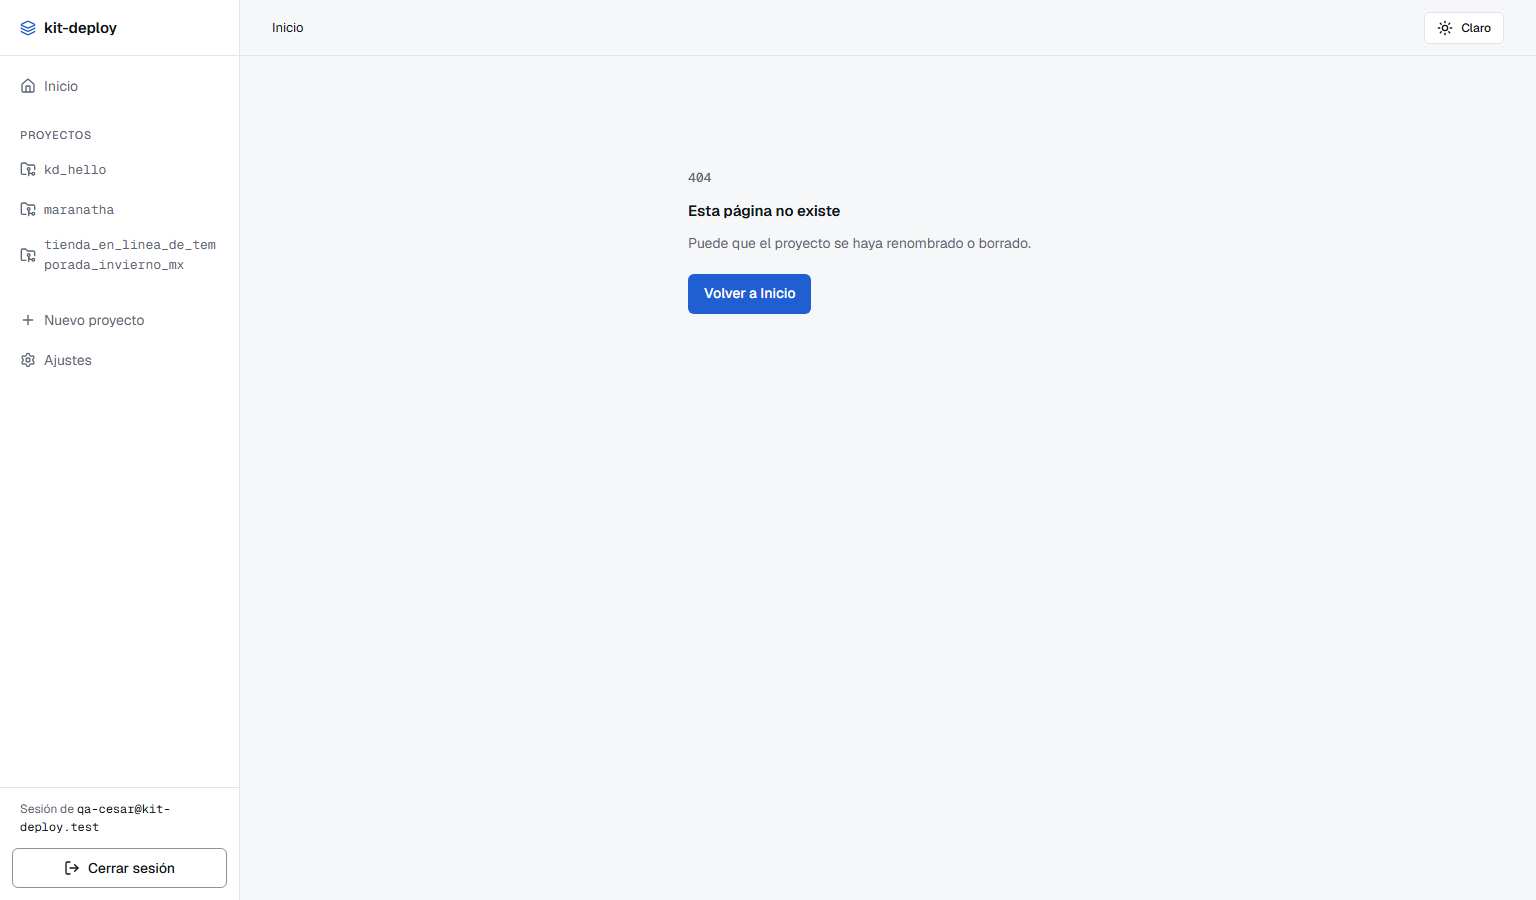 kit-deploy
Inicio
Claro
Inicio
PROYECTOS
kd_hello
maranatha
tienda_en_linea_de_tem
porada_invierno_mx
Nuevo proyecto
Ajustes
404
Esta página no existe
Puede que el proyecto se haya renombrado o borrado.
Volver a Inicio
Sesión de qa-cesar@kit-
deploy.test
Cerrar sesión